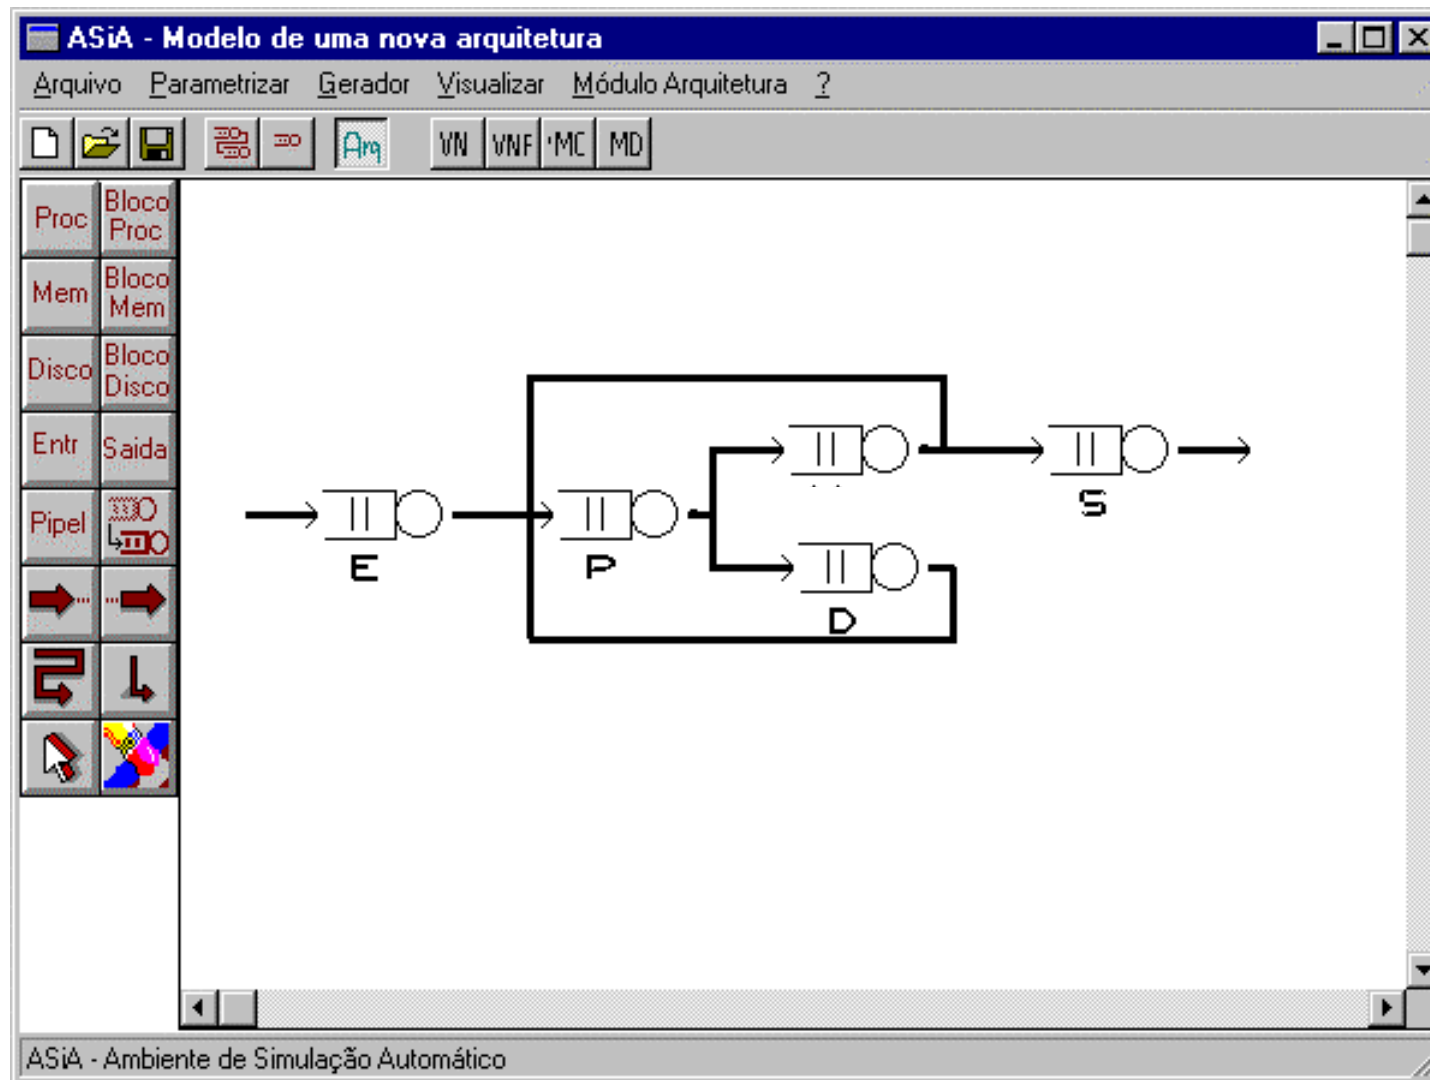 ASiA - Modelo de uma nova arquitetura
Arquivo Parametrizar Gerador Visualizar Módulo Arquitetura ?
Arq VN VNF MC MD
Proc
Bloco
Proc
Mem
Bloco
Mem
Disco
Bloco
Disco
Entr
Saida
Pipel
E
P
D
S
ASiA - Ambiente de Simulação Automático